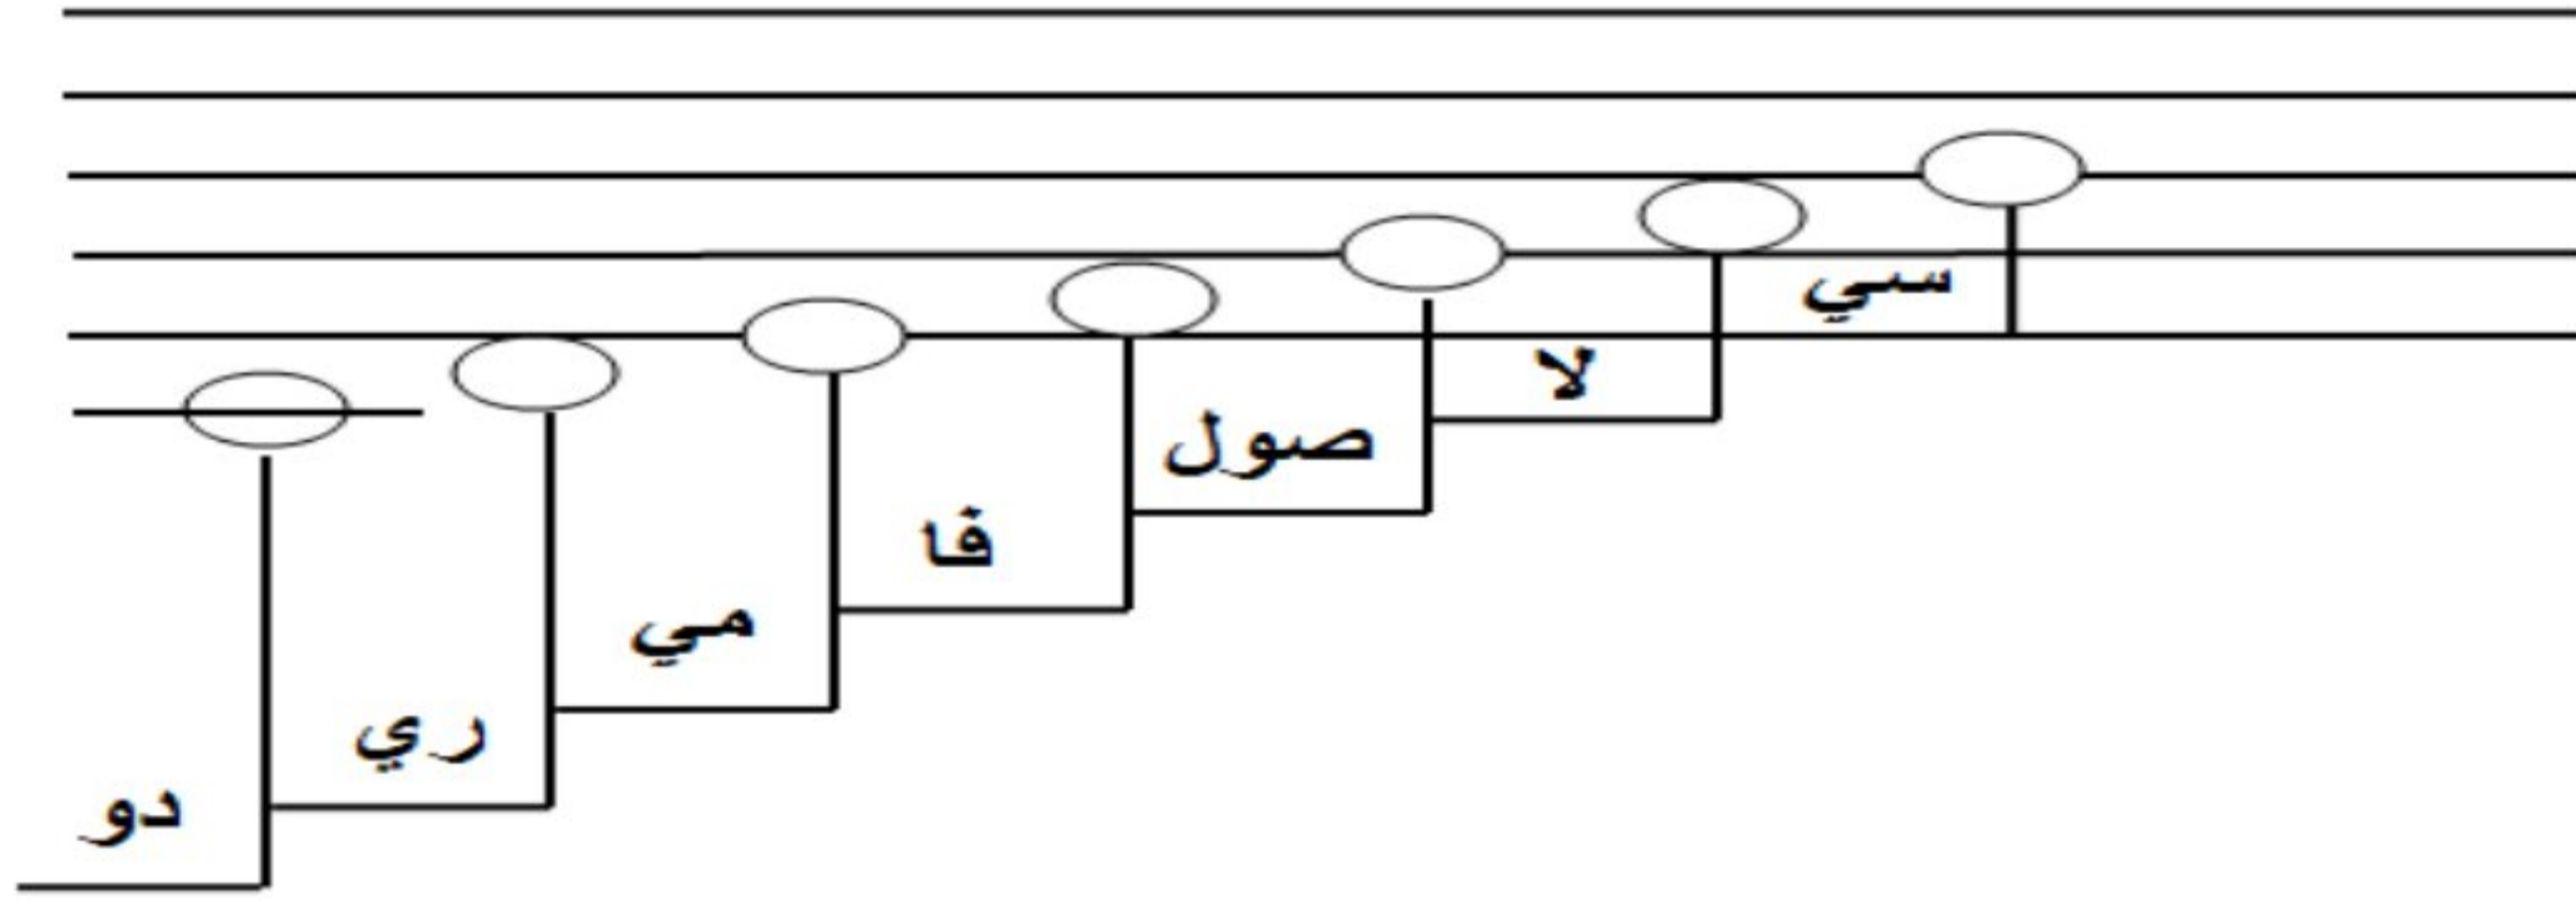 دو
ري
مي
فا
صول
لا
سي